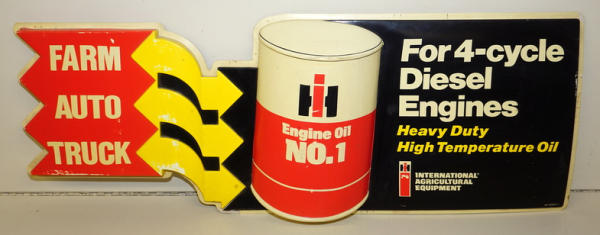 FARM
AUTO
TRUCK
IH
Engine Oil
NO.1
For 4-cycle
Diesel
Engines
Heavy Duty
High Temperature Oil
INTERNATIONAL
AGRICULTURAL
EQUIPMENT